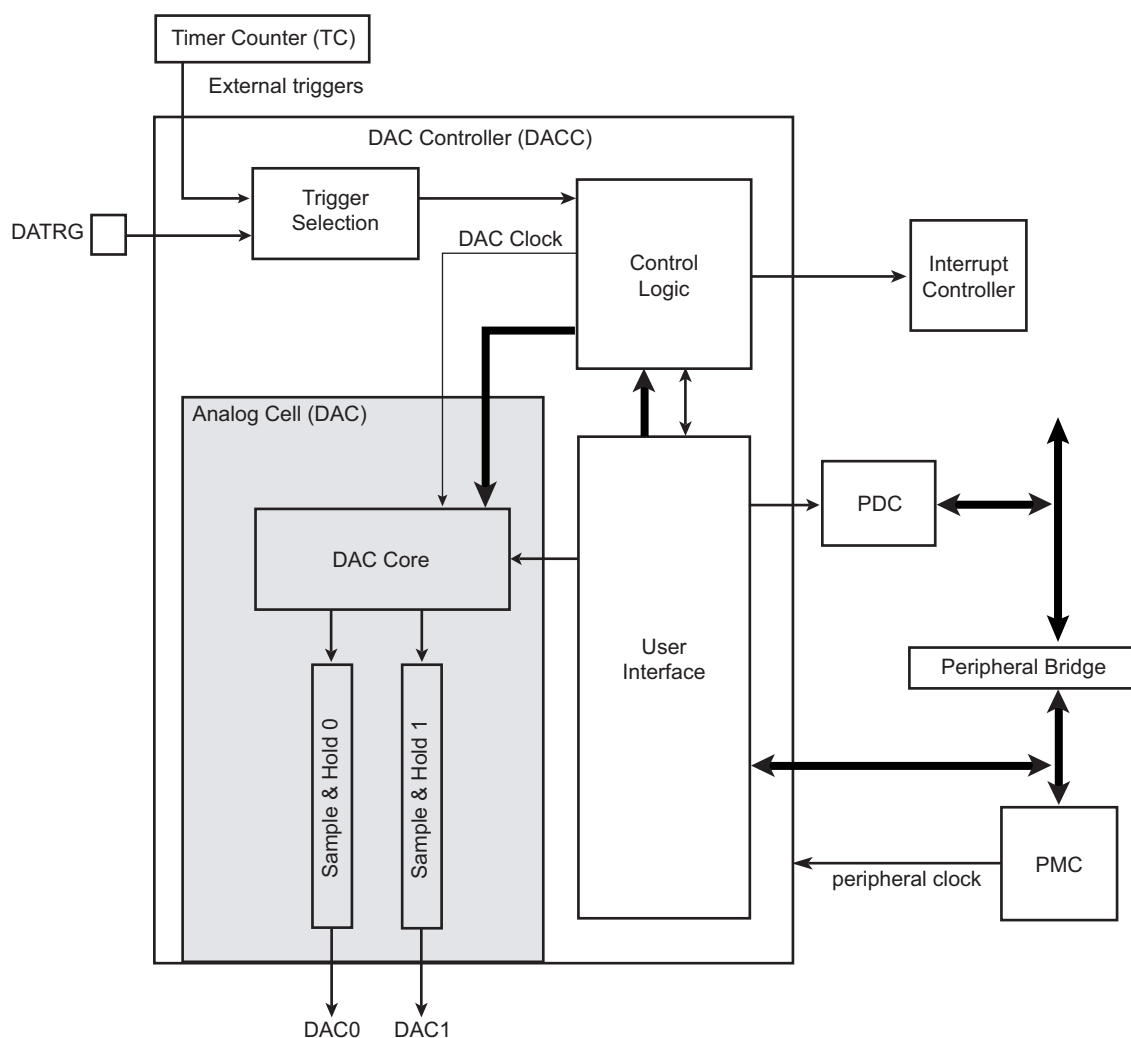 Timer Counter (TC)
External triggers
DAC Controller (DACC)
Trigger
Selection
DATRG
DAC Clock
Control
Logic
Interrupt
Controller
Analog Cell (DAC)
PDC
DAC Core
User
Interface
Peripheral Bridge
Sample & Hold 0
Sample & Hold 1
PMC
peripheral clock
DAC0
DAC1